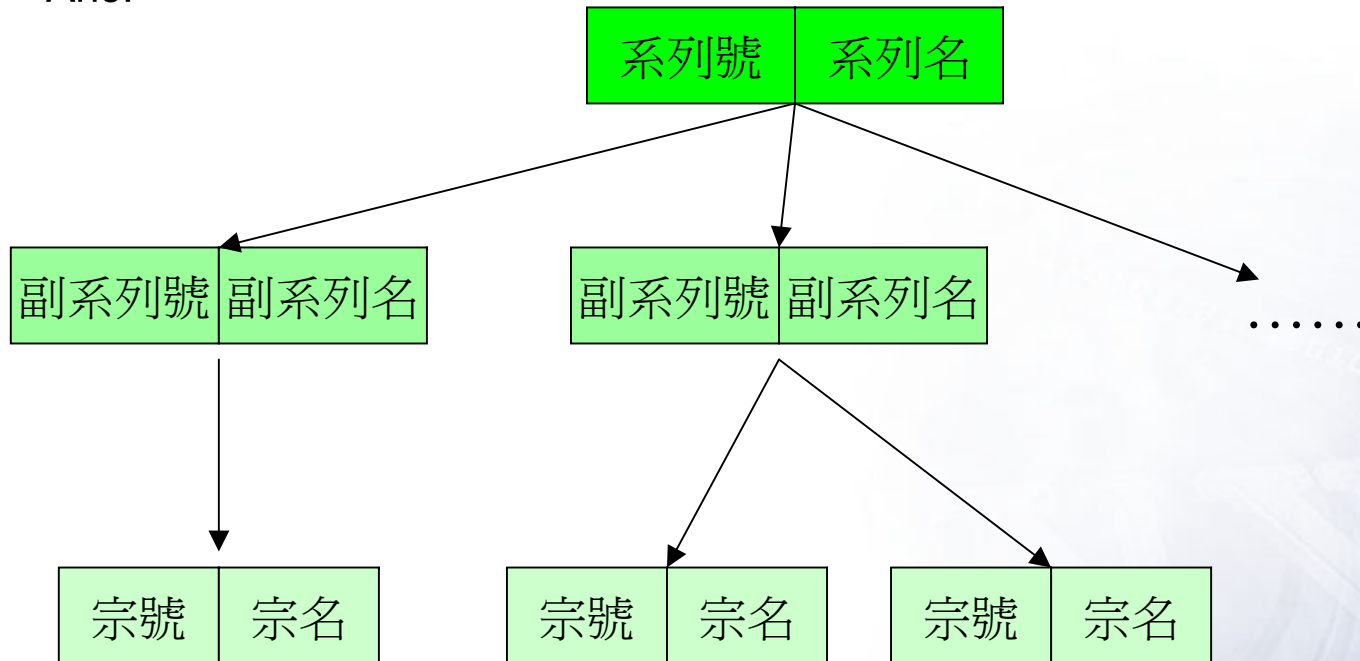 系列號 系列名
副系列號 副系列名 副系列號 副系列名
......
宗號 宗名 宗號 宗名 宗號 宗名